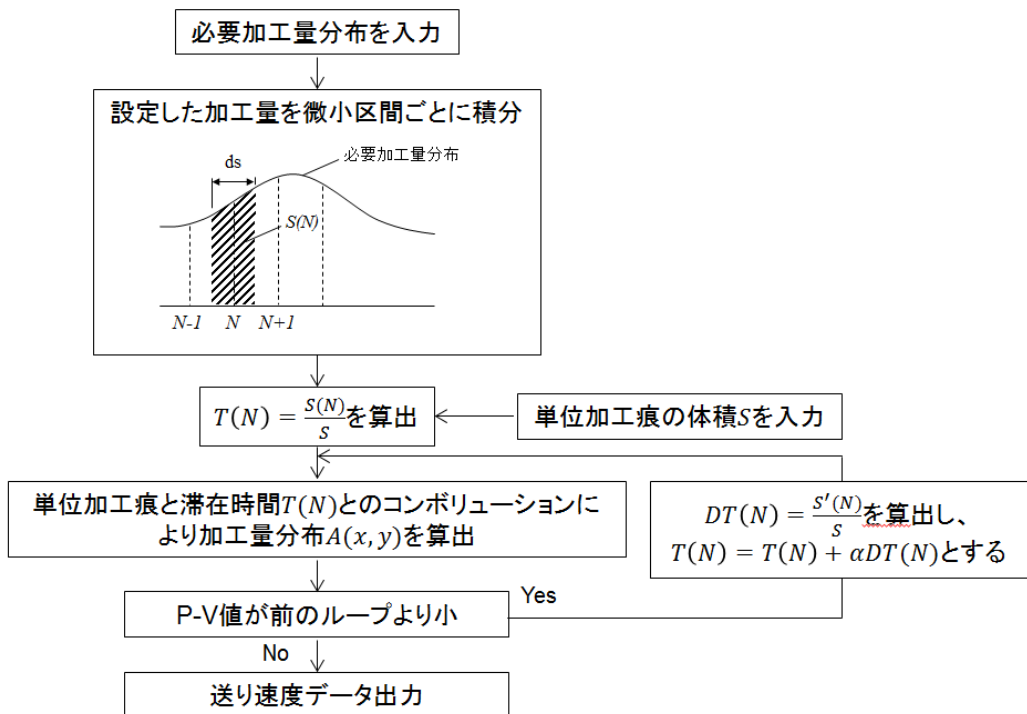 必要加工量分布を入力
設定した加工量を微小区間ごとに積分
必要加工量分布
ds
S(N)
N-1 N N+1
T(N) = S(N)/S を算出
単位加工痕の体積Sを入力
単位加工痕と滞在時間T(N)とのコンボリューションに
より加工量分布A(x, y)を算出
DT(N) = S′(N)/S を算出し、
T(N) = T(N) + αDT(N)とする
P-V値が前のループより小
Yes
No
送り速度データ出力